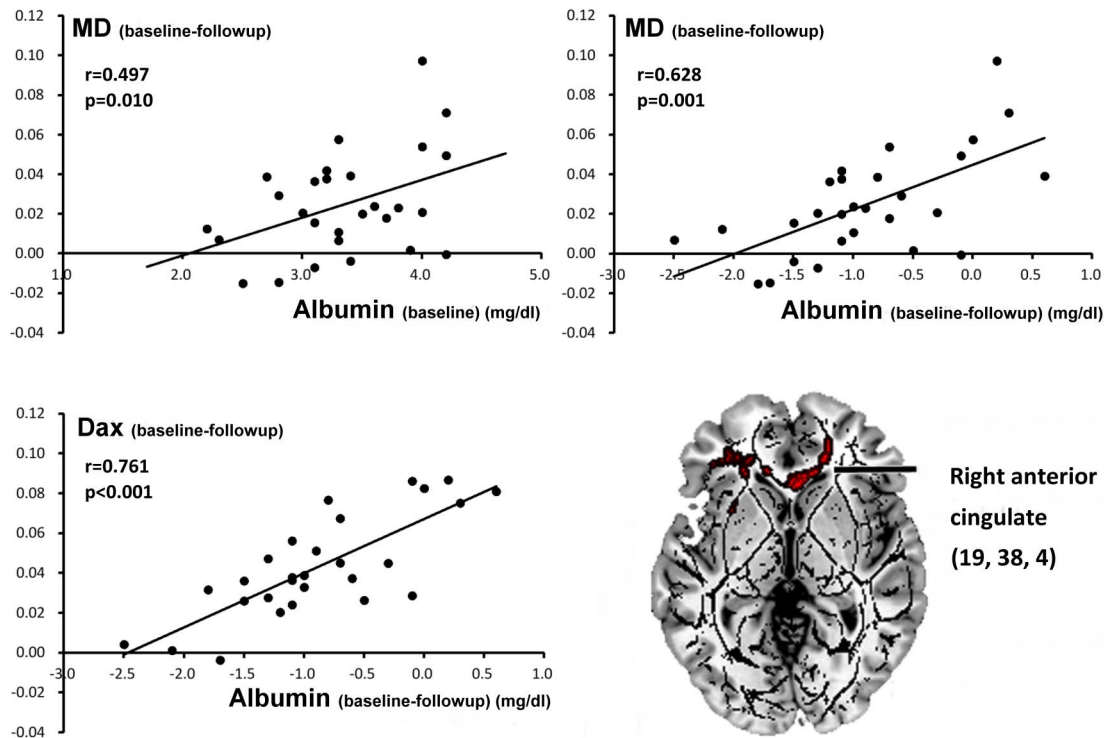 MD (baseline-followup)
r=0.497
p=0.010
0.12
0.10
0.08
0.06
0.04
0.02
0.00
-0.02
-0.04
1.0 2.0 3.0 4.0 5.0
Albumin (baseline) (mg/dl)
MD (baseline-followup)
r=0.628
p=0.001
0.12
0.10
0.08
0.06
0.04
0.02
0.00
-0.02
-0.04
-3.0 -2.5 -2.0 -1.5 -1.0 -0.5 0.0 0.5 1.0
Albumin (baseline-followup) (mg/dl)
Dax (baseline-followup)
r=0.761
p<0.001
0.12
0.10
0.08
0.06
0.04
0.02
0.00
-0.02
-0.04
-3.0 -2.5 -2.0 -1.5 -1.0 -0.5 0.0 0.5 1.0
Albumin (baseline-followup) (mg/dl)
Right anterior
cingulate
(19, 38, 4)